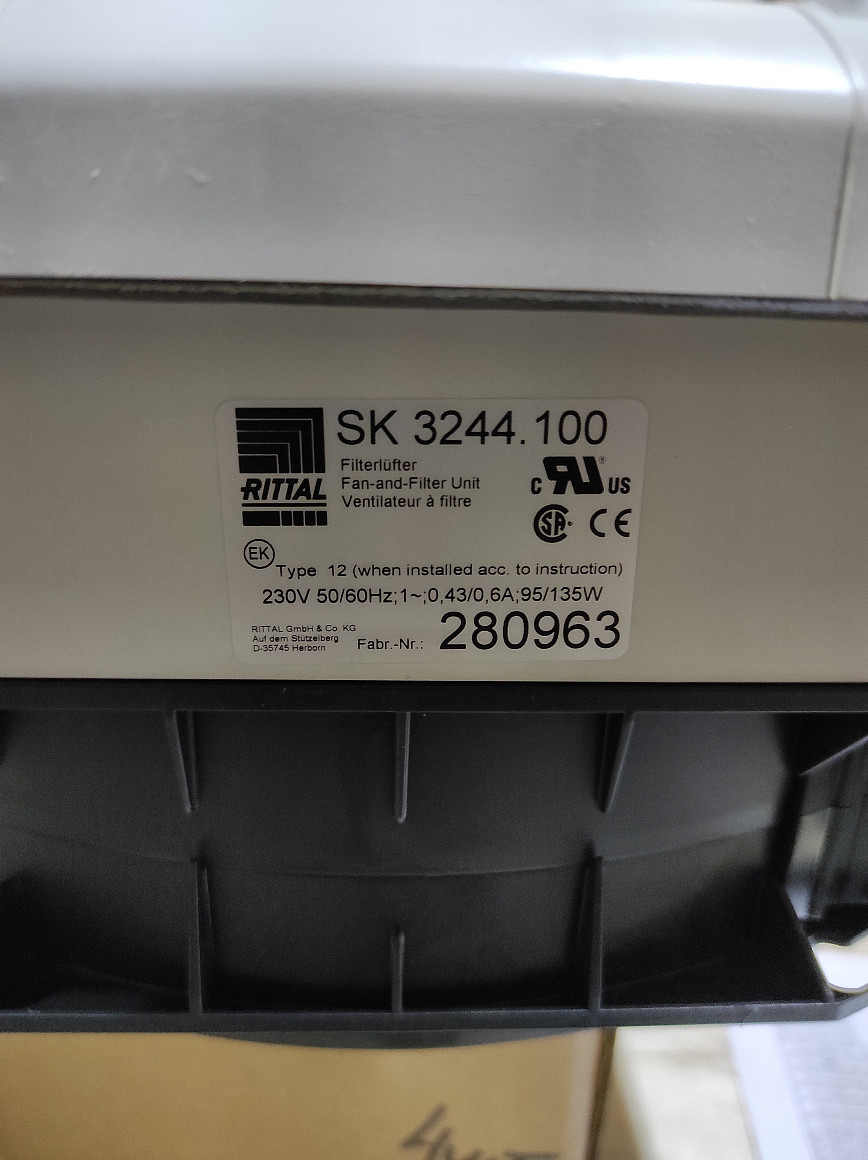 SK 3244.100
RITTAL
Filterlüfter
Fan-and-Filter Unit
Ventilateur à filtre
C RU ® US
SA CE
EK
Type 12 (when installed acc. to instruction)
230V 50/60Hz;1~;0,43/0,6A;95/135W
RITTAL GmbH & Co. KG
Auf dem Stützelberg
D-35745 Herborn
Fabr.-Nr.: 280963